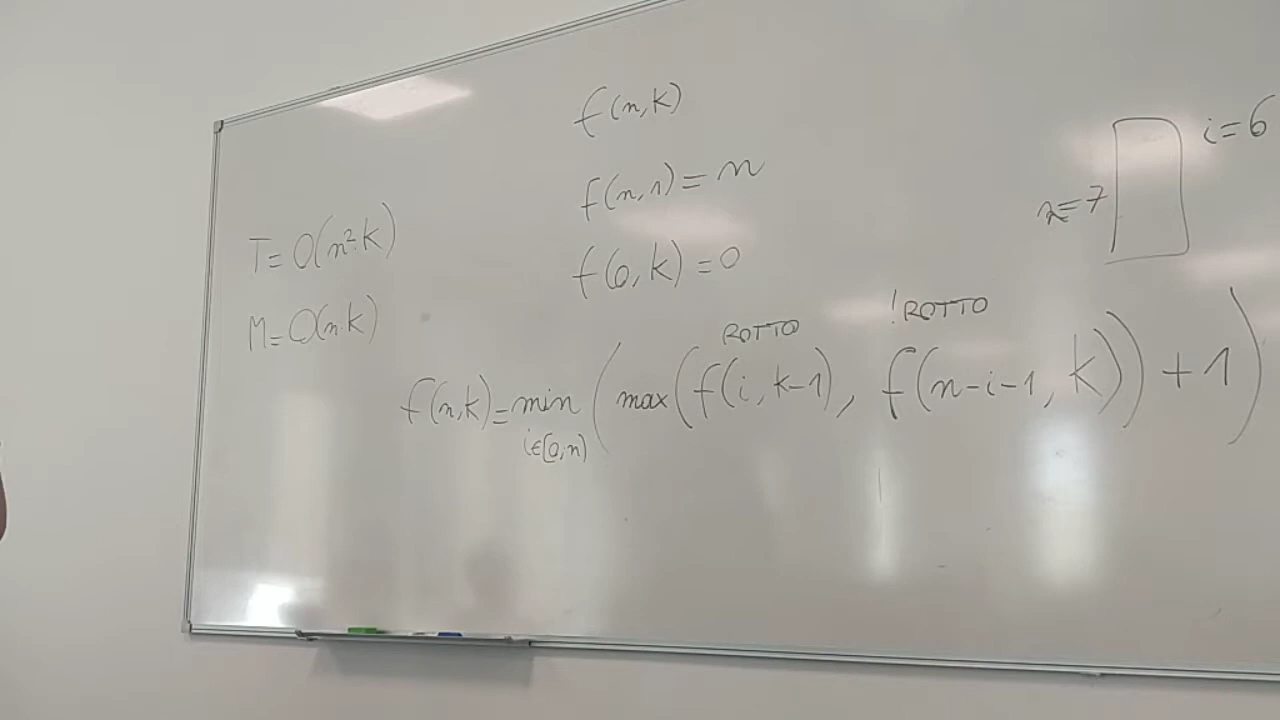 f(n,k)
f(n,1)=n
f(0,k)=0
T=O(n²·k)
M=O(n·k)
i=6
n=7
ROTTO
!ROTTO
f(n,k)=min(max(f(i,k-1), f(n-i-1,k))+1)
i∈[0,n)